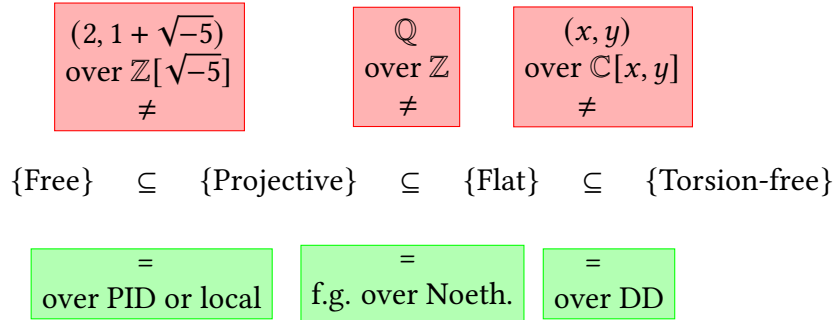 (2, 1 + √−5)
over ℤ[√−5]
≠
ℚ
over ℤ
≠
(x, y)
over ℂ[x, y]
≠
{Free} ⊆ {Projective} ⊆ {Flat} ⊆ {Torsion-free}
=
over PID or local
=
f.g. over Noeth.
=
over DD